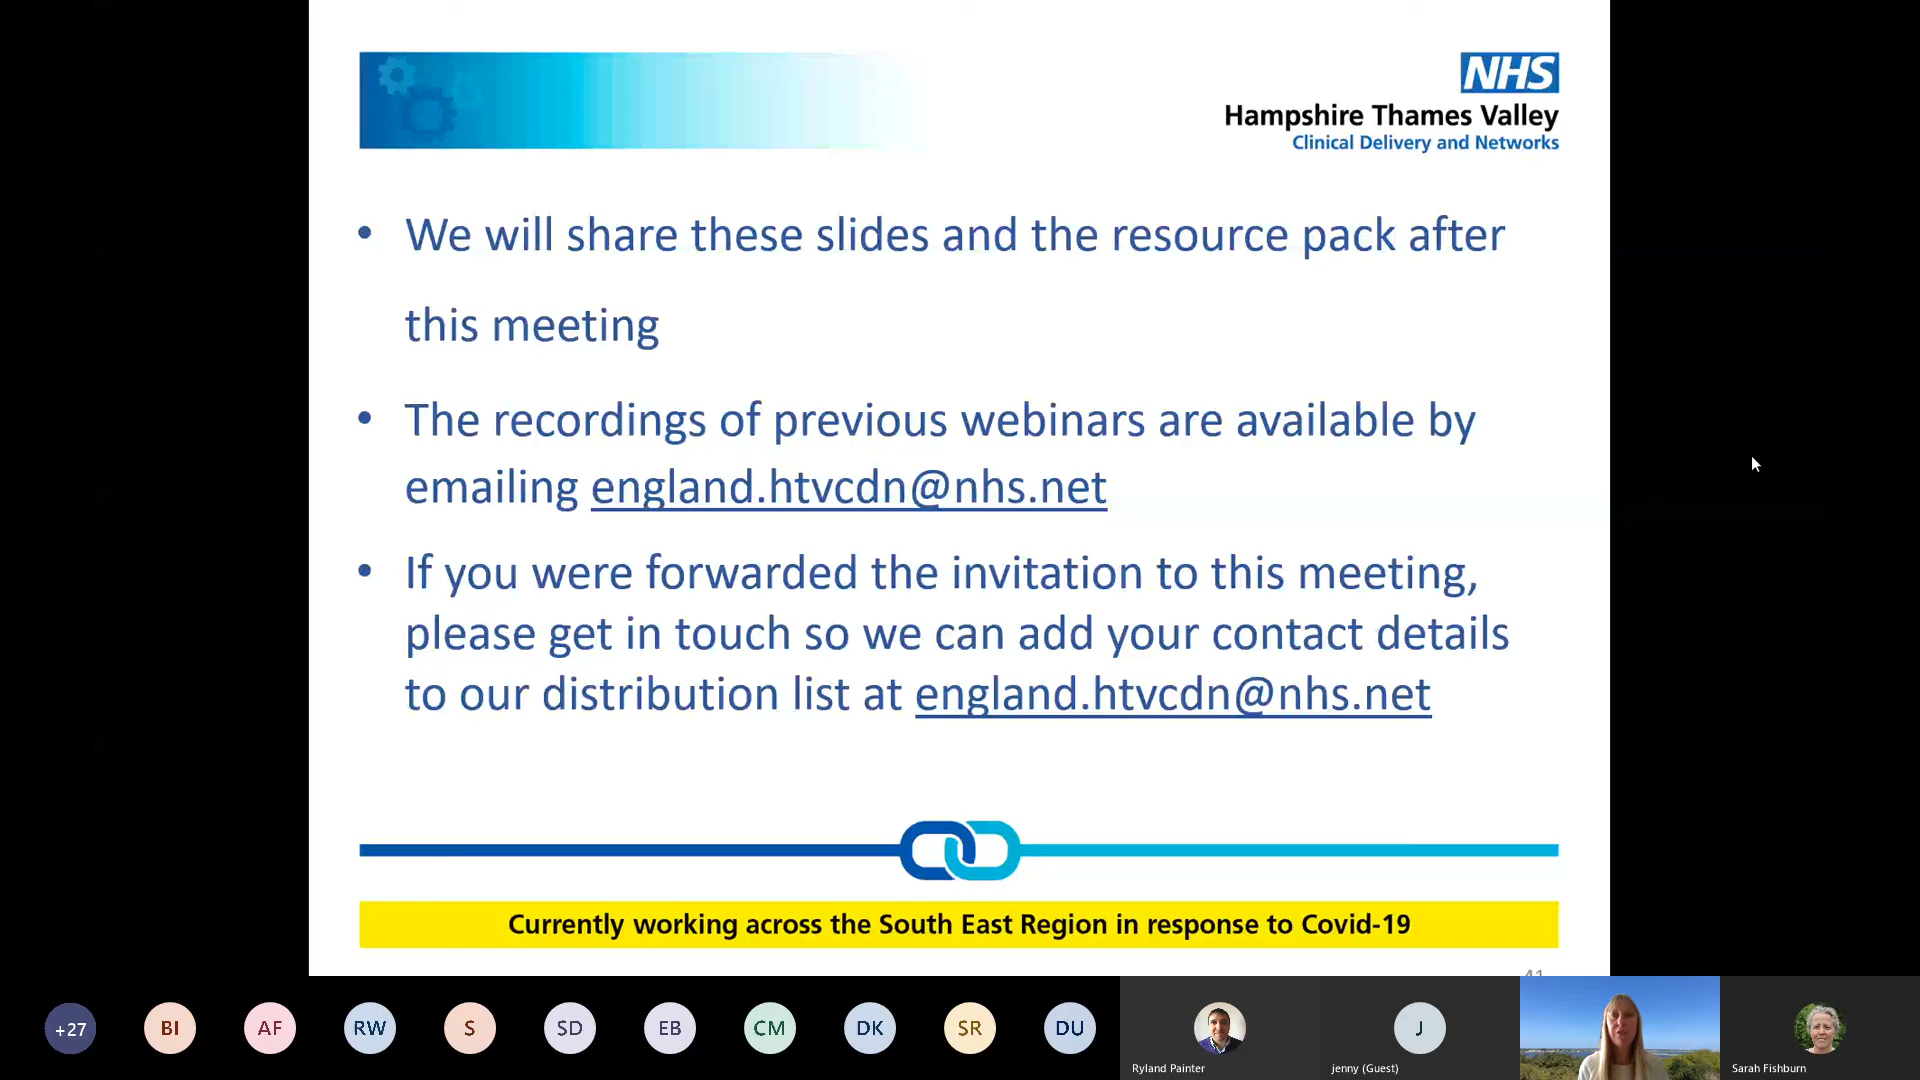 NHS
Hampshire Thames Valley
Clinical Delivery and Networks
• We will share these slides and the resource pack after
this meeting
• The recordings of previous webinars are available by
emailing england.htvcdn@nhs.net
• If you were forwarded the invitation to this meeting,
please get in touch so we can add your contact details
to our distribution list at england.htvcdn@nhs.net
Currently working across the South East Region in response to Covid-19
41
+27 BI AF RW S SD EB CM DK SR DU J
Ryland Painter jenny (Guest) Sarah Fishburn